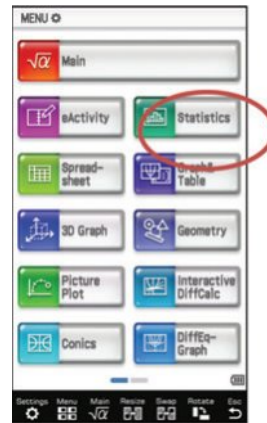 MENU
Main
eActivity
Statistics
Spread-
sheet
Graph&
Table
3D Graph
Geometry
Picture
Plot
Interactive
DiffCalc
Conics
DiffEq-
Graph
Settings Menu Main Resize Swap Rotate Esc